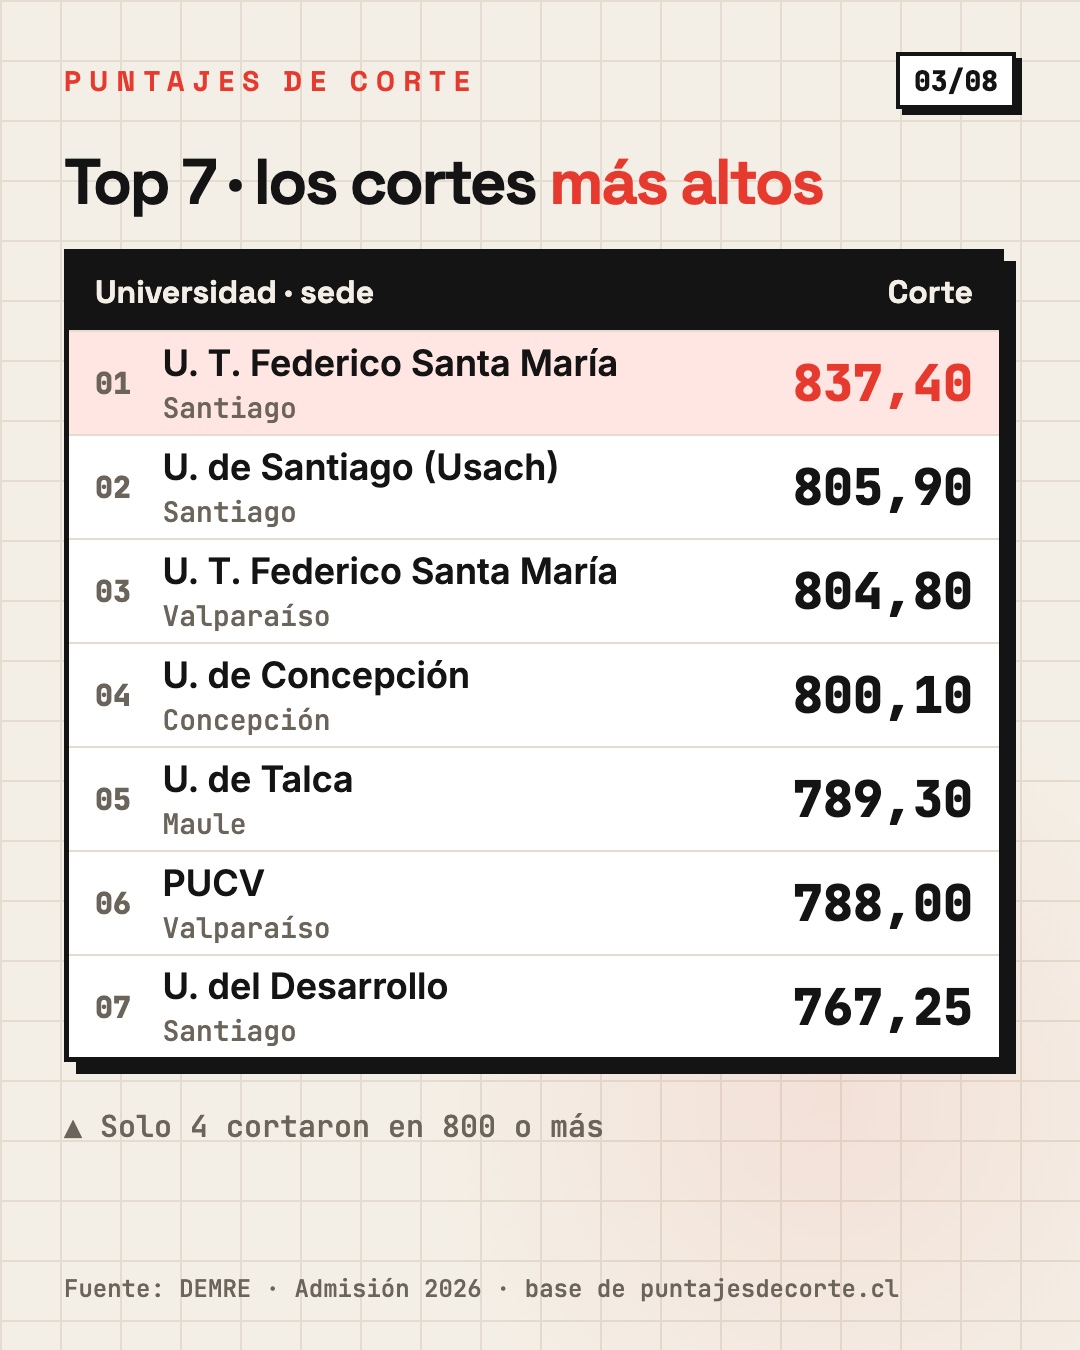 PUNTAJES DE CORTE
03/08
Top 7 · los cortes más altos
Universidad · sede Corte
01 U. T. Federico Santa María 837,40
Santiago
02 U. de Santiago (Usach) 805,90
Santiago
03 U. T. Federico Santa María 804,80
Valparaíso
04 U. de Concepción 800,10
Concepción
05 U. de Talca 789,30
Maule
06 PUCV 788,00
Valparaíso
07 U. del Desarrollo 767,25
Santiago
▲ Solo 4 cortaron en 800 o más
Fuente: DEMRE · Admisión 2026 · base de puntajesdecorte.cl